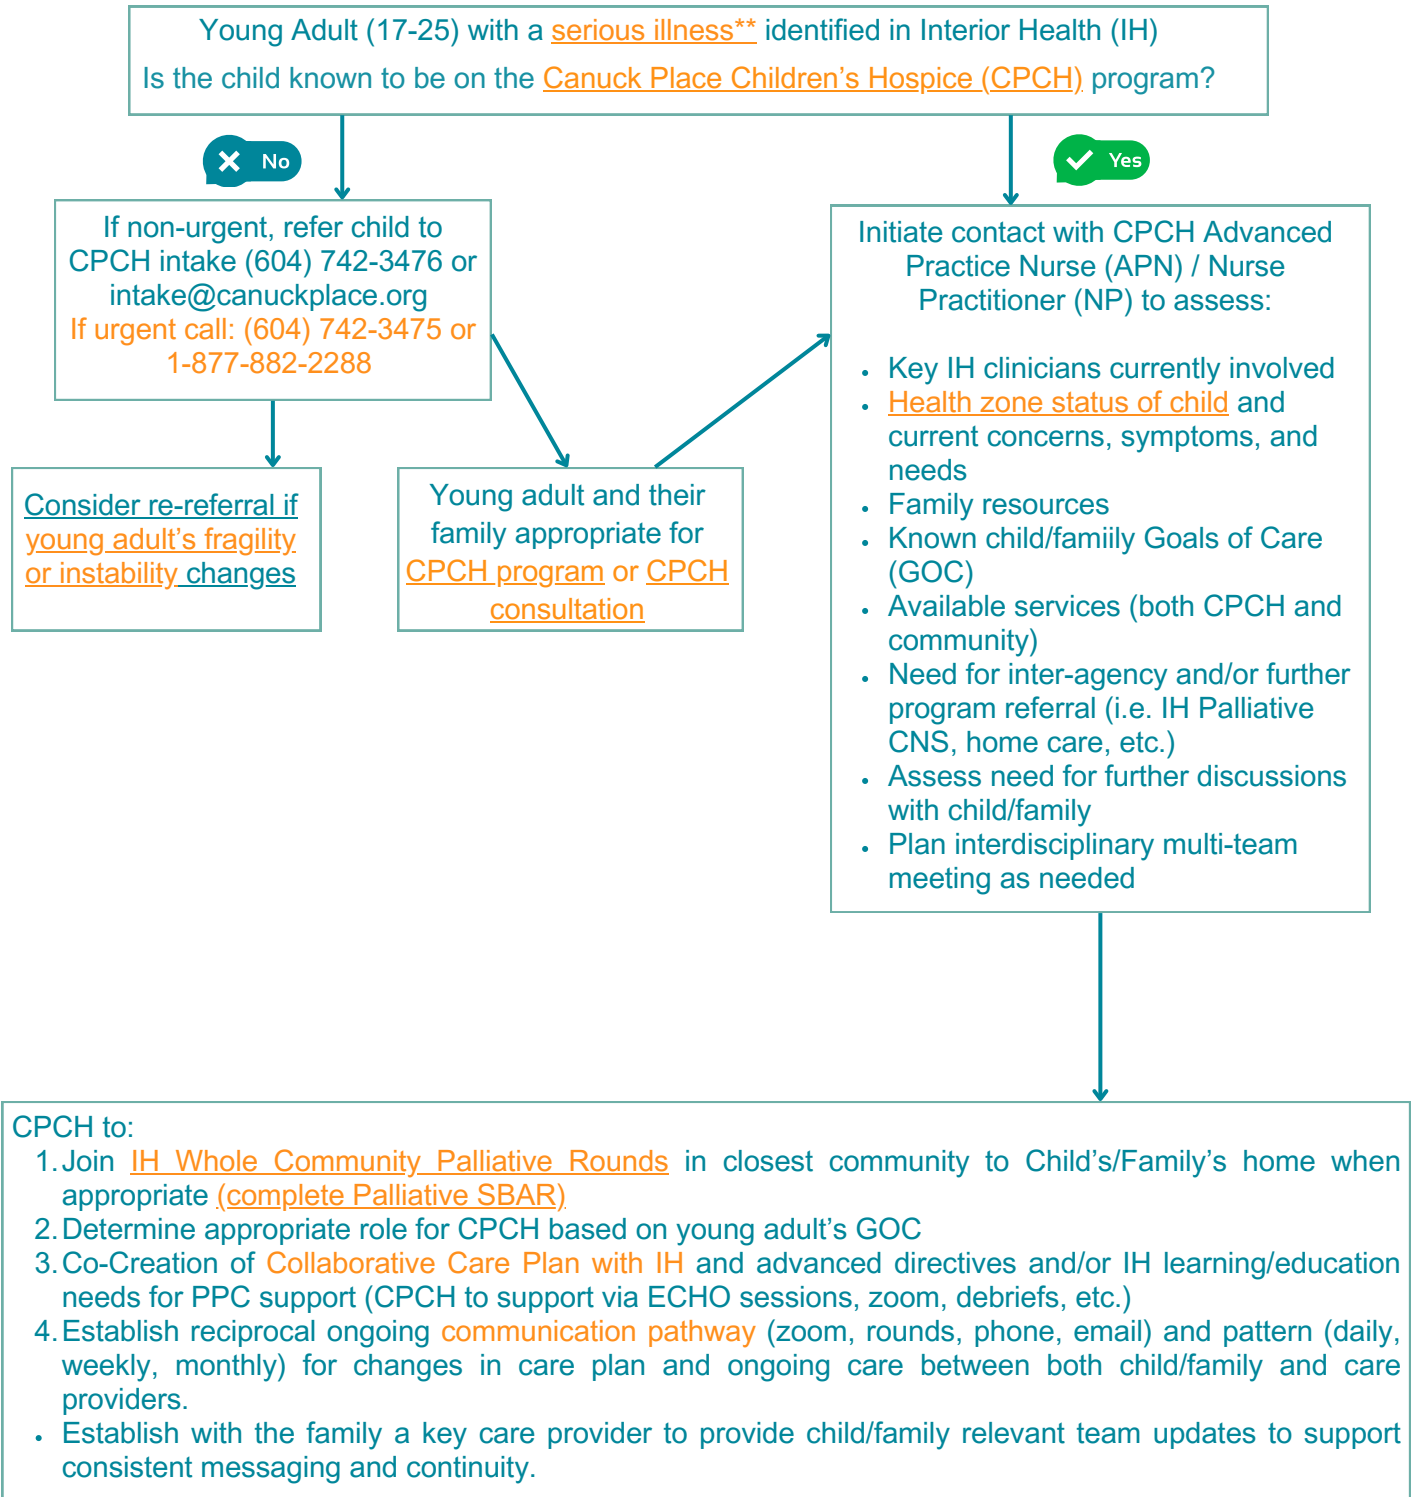 Young Adult (17-25) with a serious illness** identified in Interior Health (IH)
Is the child known to be on the Canuck Place Children's Hospice (CPCH) program?
No
Yes
If non-urgent, refer child to
CPCH intake (604) 742-3476 or
intake@canuckplace.org
If urgent call: (604) 742-3475 or
1-877-882-2288
Initiate contact with CPCH Advanced
Practice Nurse (APN) / Nurse
Practitioner (NP) to assess:
• Key IH clinicians currently involved
• Health zone status of child and
current concerns, symptoms, and
needs
• Family resources
• Known child/famiily Goals of Care
(GOC)
• Available services (both CPCH and
community)
• Need for inter-agency and/or further
program referral (i.e. IH Palliative
CNS, home care, etc.)
• Assess need for further discussions
with child/family
• Plan interdisciplinary multi-team
meeting as needed
Consider re-referral if
young adult's fragility
or instability changes
Young adult and their
family appropriate for
CPCH program or CPCH
consultation
CPCH to:
1. Join IH Whole Community Palliative Rounds in closest community to Child's/Family's home when
appropriate (complete Palliative SBAR)
2. Determine appropriate role for CPCH based on young adult's GOC
3. Co-Creation of Collaborative Care Plan with IH and advanced directives and/or IH learning/education
needs for PPC support (CPCH to support via ECHO sessions, zoom, debriefs, etc.)
4. Establish reciprocal ongoing communication pathway (zoom, rounds, phone, email) and pattern (daily,
weekly, monthly) for changes in care plan and ongoing care between both child/family and care
providers.
• Establish with the family a key care provider to provide child/family relevant team updates to support
consistent messaging and continuity.